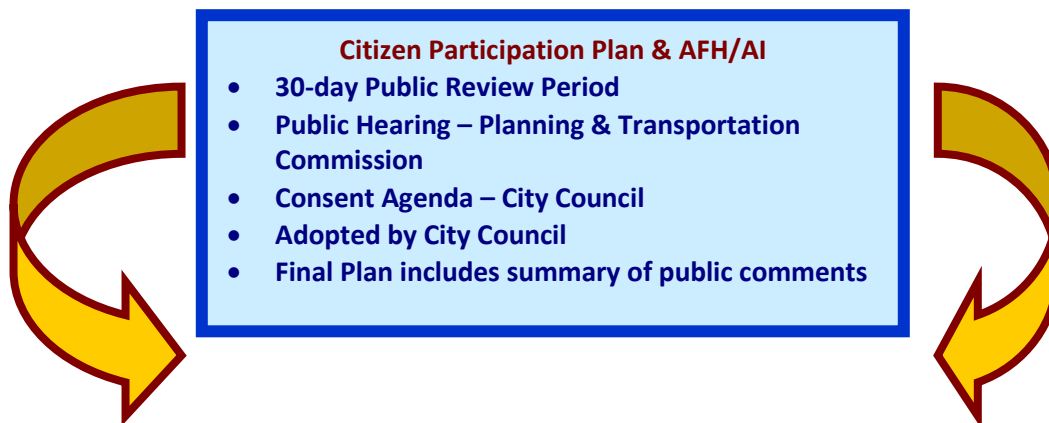 Citizen Participation Plan & AFH/AI
• 30-day Public Review Period
• Public Hearing – Planning & Transportation
Commission
• Consent Agenda – City Council
• Adopted by City Council
• Final Plan includes summary of public comments